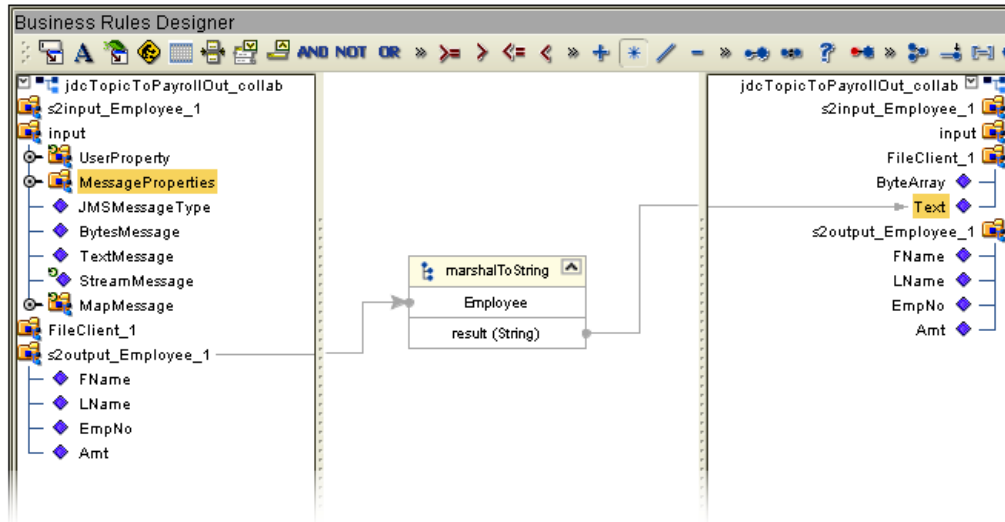 Business Rules Designer
AND NOT OR » >= > <= < » + * / - » ? »
jdcTopicToPayrollOut_collab
s2input_Employee_1
input
UserProperty
MessageProperties
JMSMessageType
BytesMessage
TextMessage
StreamMessage
MapMessage
FileClient_1
s2output_Employee_1
FName
LName
EmpNo
Amt
marshalToString
Employee
result (String)
jdcTopicToPayrollOut_collab
s2input_Employee_1
input
FileClient_1
ByteArray
Text
s2output_Employee_1
FName
LName
EmpNo
Amt